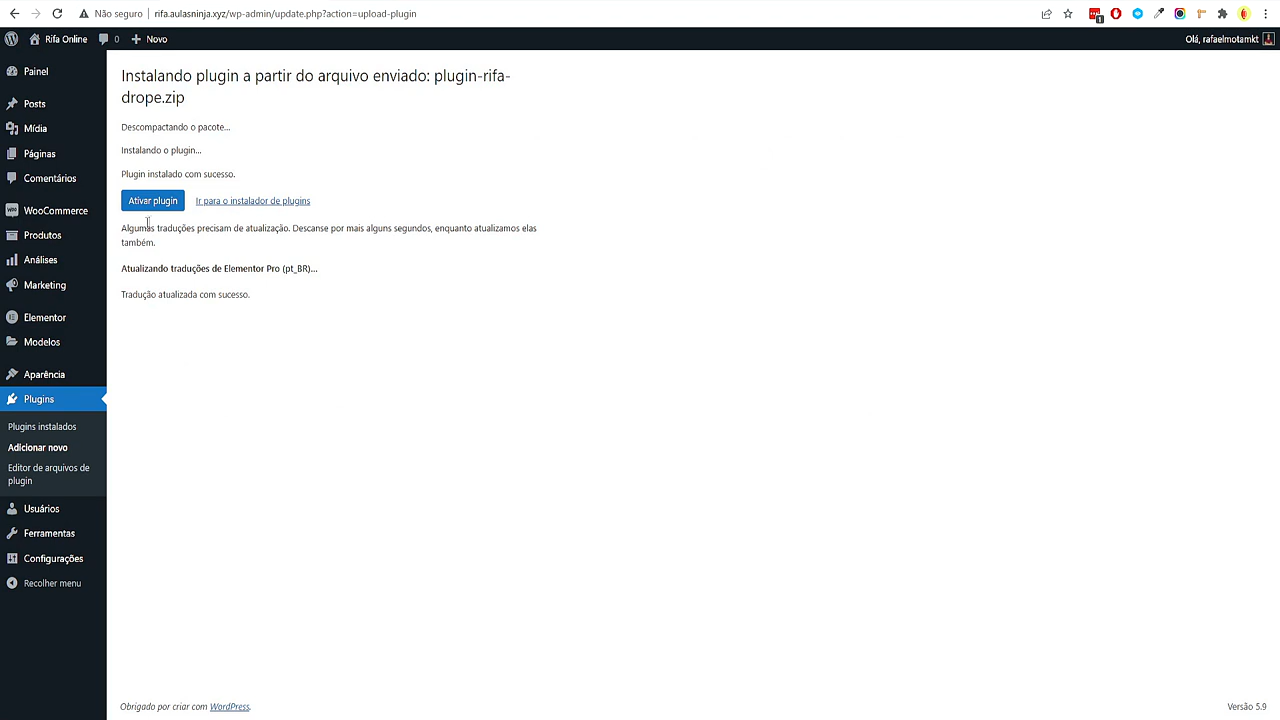 Não seguro
rifa.aulasninja.xyz/wp-admin/update.php?action=upload-plugin
1
Rifa Online
0
Novo
Olá, rafaelmotamkt
Painel
Posts
Mídia
Páginas
Comentários
WooCommerce
Produtos
Análises
Marketing
Elementor
Modelos
Aparência
Plugins
Plugins instalados
Adicionar novo
Editor de arquivos de
plugin
Usuários
Ferramentas
Configurações
Recolher menu
Instalando plugin a partir do arquivo enviado: plugin-rifa-
drope.zip
Descompactando o pacote...
Instalando o plugin...
Plugin instalado com sucesso.
Ativar plugin
Ir para o instalador de plugins
Algumas traduções precisam de atualização. Descanse por mais alguns segundos, enquanto atualizamos elas
também.
Atualizando traduções de Elementor Pro (pt_BR)...
Tradução atualizada com sucesso.
Obrigado por criar com WordPress.
Versão 5.9